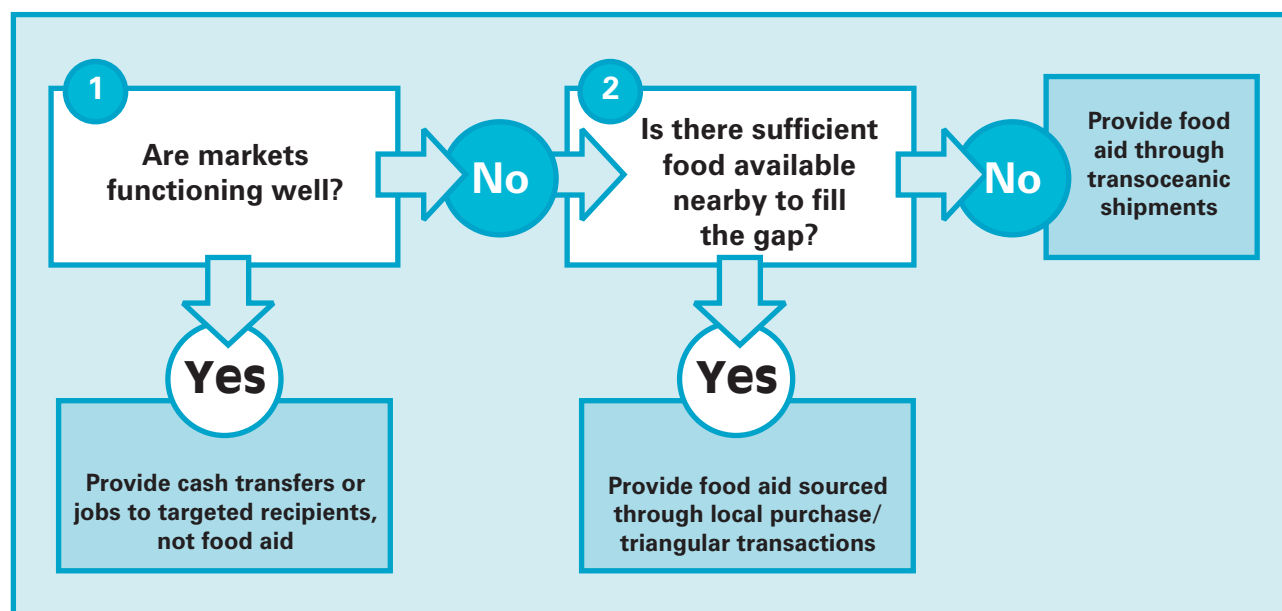 1
Are markets
functioning well?
No
2
Is there sufficient
food available
nearby to fill
the gap?
No
Provide food
aid through
transoceanic
shipments
Yes
Provide cash transfers or
jobs to targeted recipients,
not food aid
Yes
Provide food aid sourced
through local purchase/
triangular transactions